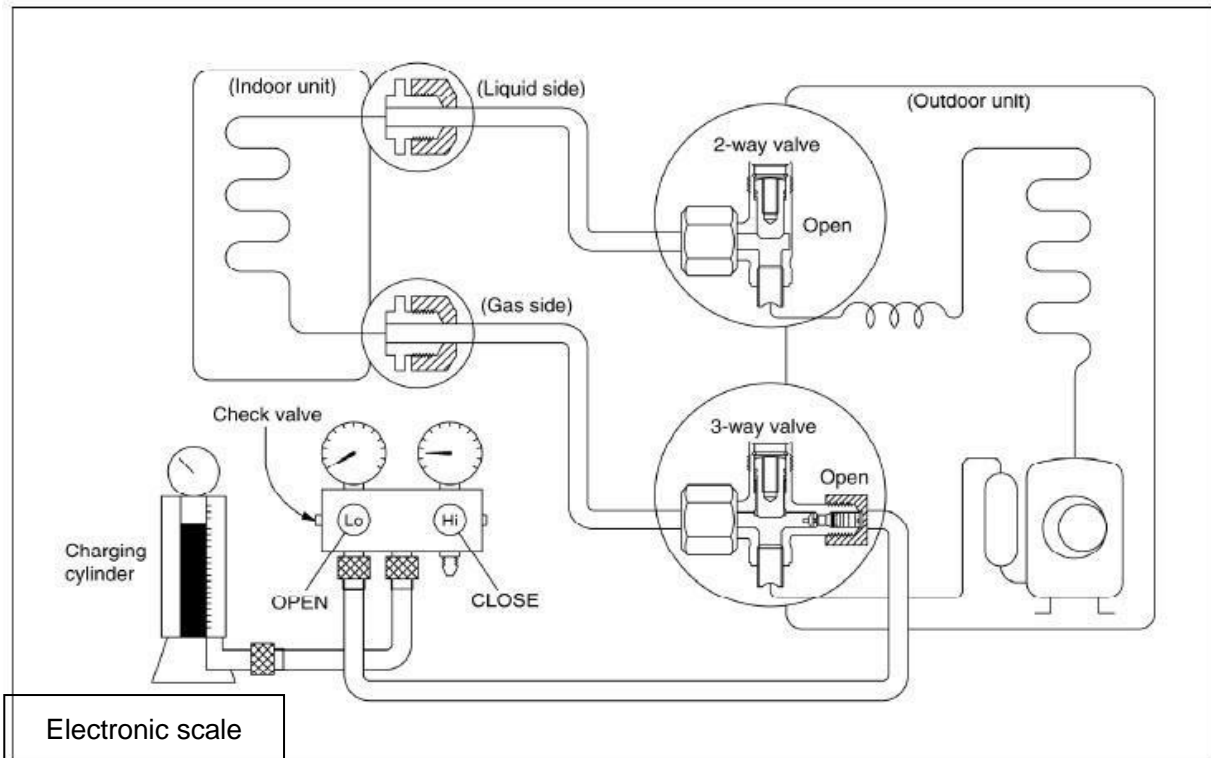 (Indoor unit)
(Liquid side)
(Outdoor unit)
2-way valve
Open
(Gas side)
Check valve
3-way valve
Open
Lo
Hi
Charging
cylinder
OPEN
CLOSE
Electronic scale